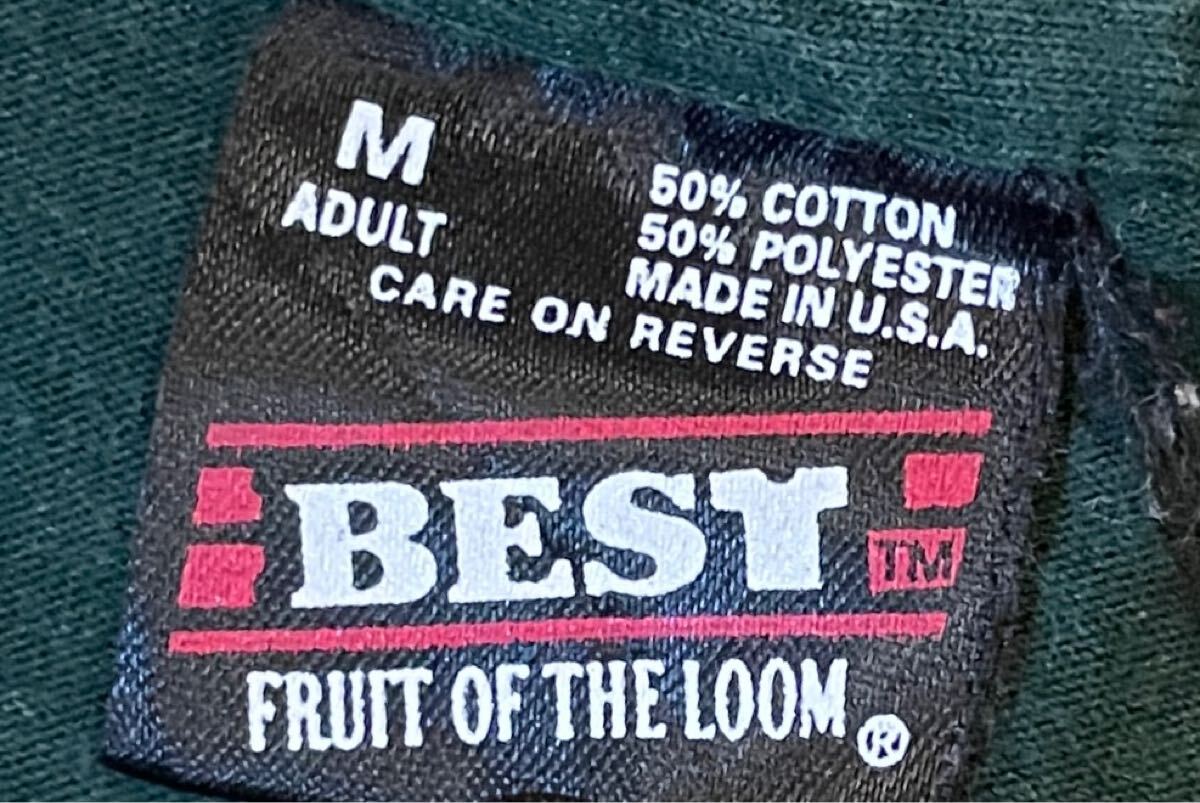 M
ADULT
50% COTTON
50% POLYESTER
MADE IN U.S.A.
CARE ON REVERSE
BEST TM
FRUIT OF THE LOOM ®